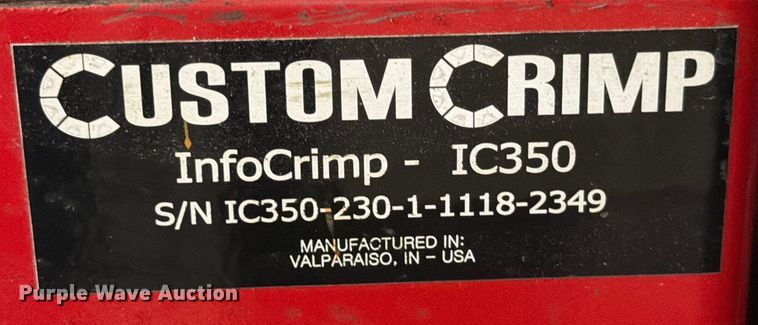 CUSTOM CRIMP
InfoCrimp - IC350
S/N IC350-230-1-1118-2349
MANUFACTURED IN:
VALPARAISO, IN - USA
Purple Wave Auction